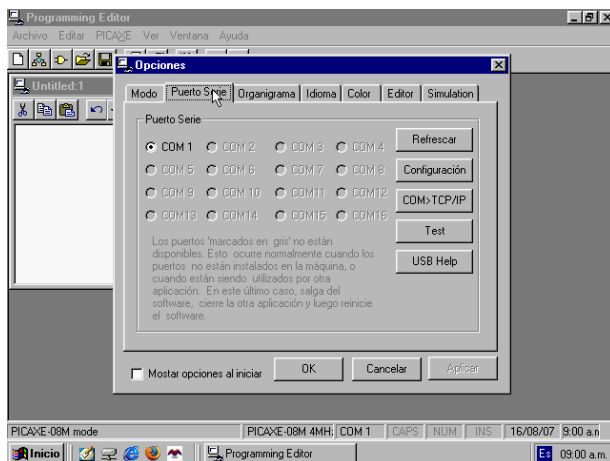 Programming Editor
Archivo Editar PICAXE Ver Ventana Ayuda
Opciones
Untitled:1
Modo Puerto Serie Organigrama Idioma Color Editor Simulation
Puerto Serie
COM 1 COM 2 COM 3 COM 4
COM 5 COM 6 COM 7 COM 8
COM 9 COM 10 COM11 COM12
COM13 COM14 COM15 COM16
Refrescar
Configuración
COM>TCP/IP
Test
USB Help
Los puertos 'marcados en gris' no están
disponibles. Esto ocurre normalmente cuando los
puertos no están instalados en la máquina, o
cuando están siendo utilizados por otra
aplicación. En este último caso, salga del
software, cierre la otra aplicación y luego reinicie
el software.
Mostar opciones al iniciar OK Cancelar Aplicar
PICAXE-08M mode PICAXE-08M 4MH: COM 1 CAPS NUM INS 16/08/07 9:00 a.n
Inicio Programming Editor Es 09:00 a.m.